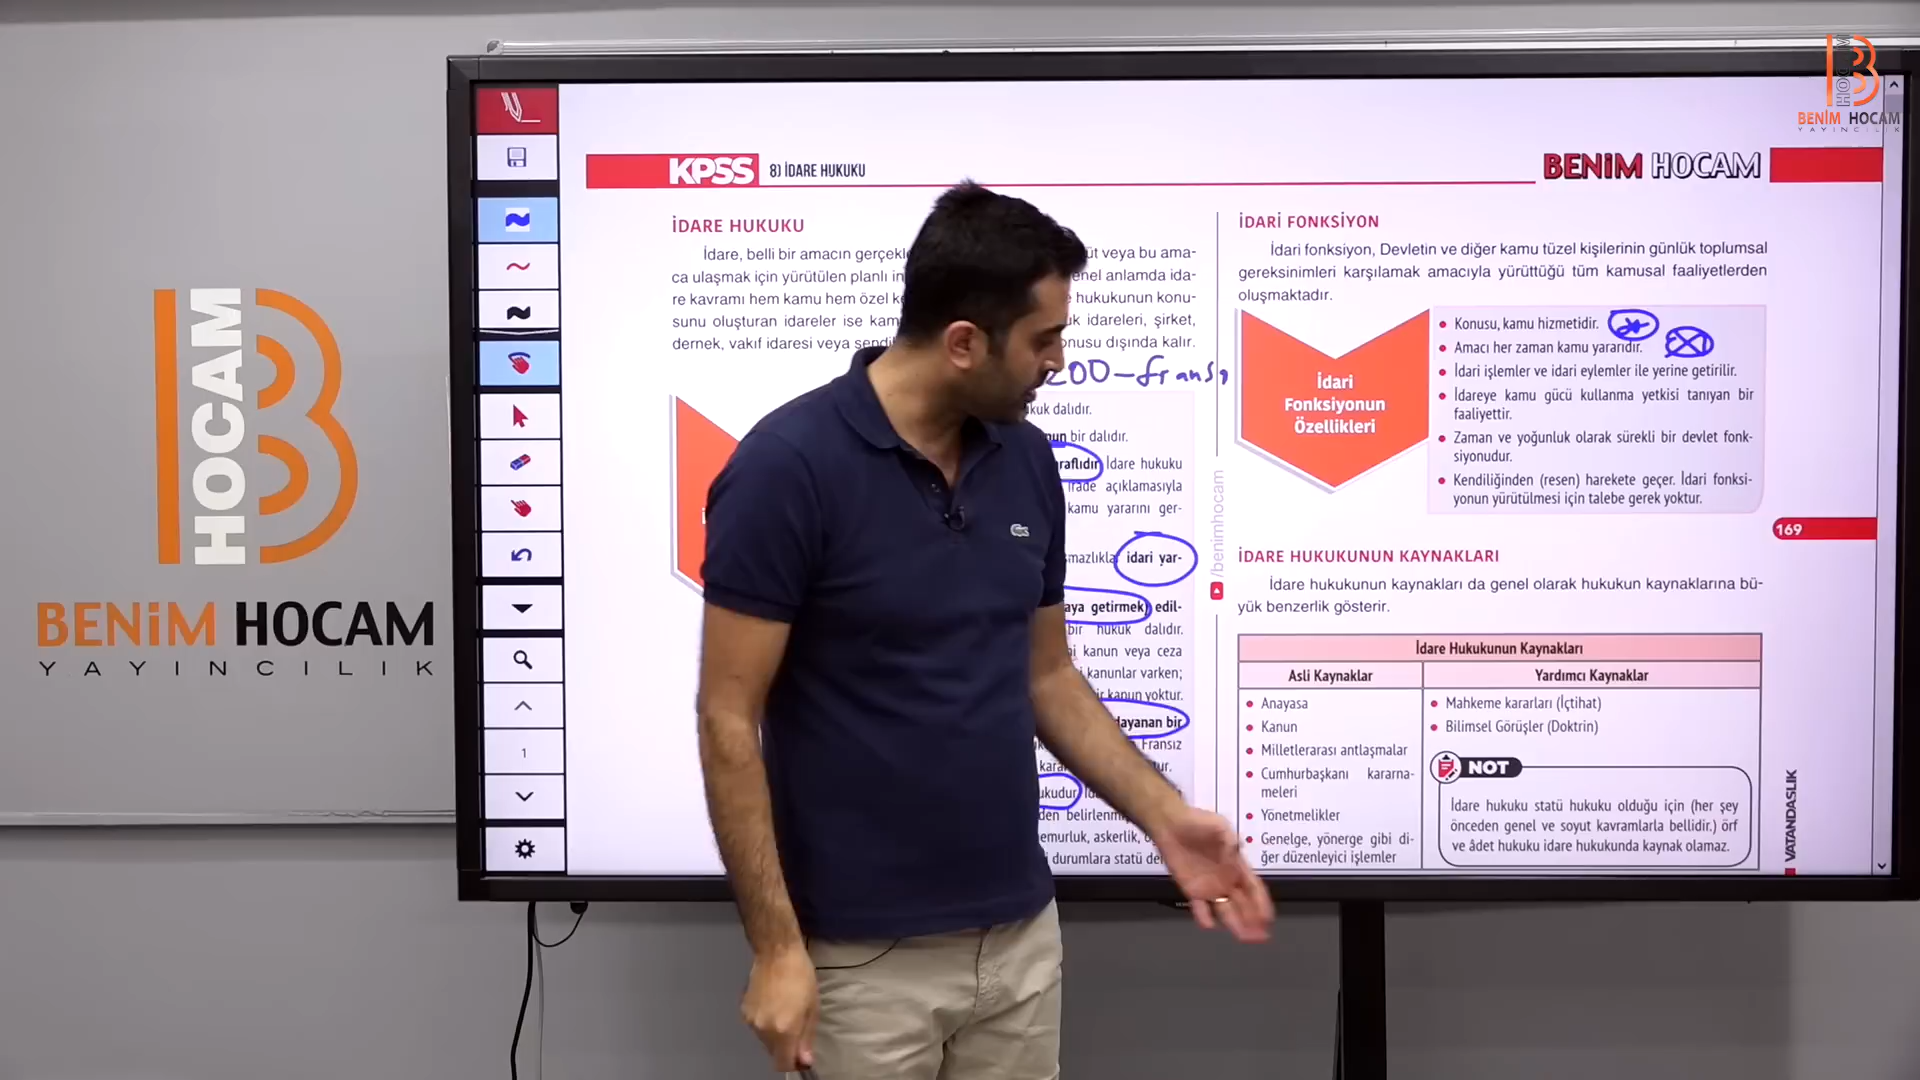 HOCAM
BENİM HOCAM
YAYINCILIK
HOCAM
BENİM HOCAM
YAYINCILIK
KPSS 8) İDARE HUKUKU
BENİM HOCAM
İDARE HUKUKU
İdare, belli bir amacın
üt veya bu ama-
ca ulaşmak için yürütülen planlı
enel anlamda ida-
re kavramı hem kamu hem özel
hukukunun konu-
sunu oluşturan idareler ise
k idareleri, şirket,
dernek, vakıf idaresi veya
onusu dışında kalır.
ukuk dalıdır.
bir dalıdır.
raflıdır İdare hukuku
irade açıklamasıyla
kamu yararını ger-
idari yar-
aya getirmek edil-
bir hukuk dalıdır.
kanun veya ceza
kanunlar varken;
kanun yoktur.
dayanan bir
Fransız
ukudur
den
emurluk, askerlik,
durumlara statü
/benimhocam
İDARİ FONKSİYON
İdari fonksiyon, Devletin ve diğer kamu tüzel kişilerinin günlük toplumsal
gereksinimleri karşılamak amacıyla yürüttüğü tüm kamusal faaliyetlerden
oluşmaktadır.
İdari
Fonksiyonun
Özellikleri
• Konusu, kamu hizmetidir.
• Amacı her zaman kamu yararıdır.
• İdari işlemler ve idari eylemler ile yerine getirilir.
• İdareye kamu gücü kullanma yetkisi tanıyan bir
faaliyettir.
• Zaman ve yoğunluk olarak sürekli bir devlet fonk-
siyonudur.
• Kendiliğinden (resen) harekete geçer. İdari fonksi-
yonun yürütülmesi için talebe gerek yoktur.
169
İDARE HUKUKUNUN KAYNAKLARI
İdare hukukunun kaynakları da genel olarak hukukun kaynaklarına bü-
yük benzerlik gösterir.
İdare Hukukunun Kaynakları
Asli Kaynaklar
Yardımcı Kaynaklar
• Anayasa
• Kanun
• Milletlerarası antlaşmalar
• Cumhurbaşkanı kararna-
meleri
• Yönetmelikler
• Genelge, yönerge gibi di-
ğer düzenleyici işlemler
• Mahkeme kararları (İçtihat)
• Bilimsel Görüşler (Doktrin)
NOT
İdare hukuku statü hukuku olduğu için (her şey
önceden genel ve soyut kavramlarla bellidir.) örf
ve âdet hukuku idare hukukunda kaynak olamaz.
VATANDAŞLIK
1